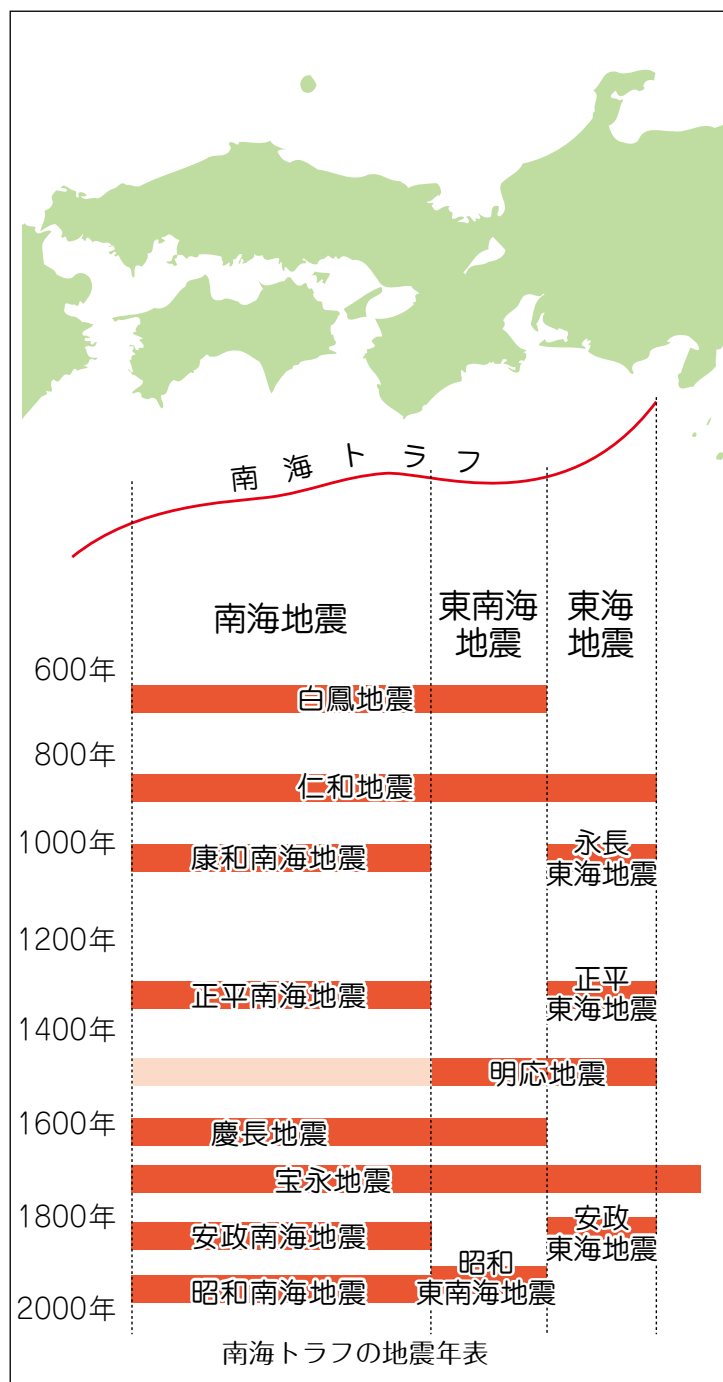 南海トラフ
南海地震
東南海
地震
東海
地震
600年
白鳳地震
800年
仁和地震
1000年
康和南海地震
永長
東海地震
1200年
正平南海地震
正平
東海地震
1400年
明応地震
1600年
慶長地震
宝永地震
1800年
安政南海地震
安政
東海地震
昭和南海地震
昭和
東南海地震
2000年
南海トラフの地震年表